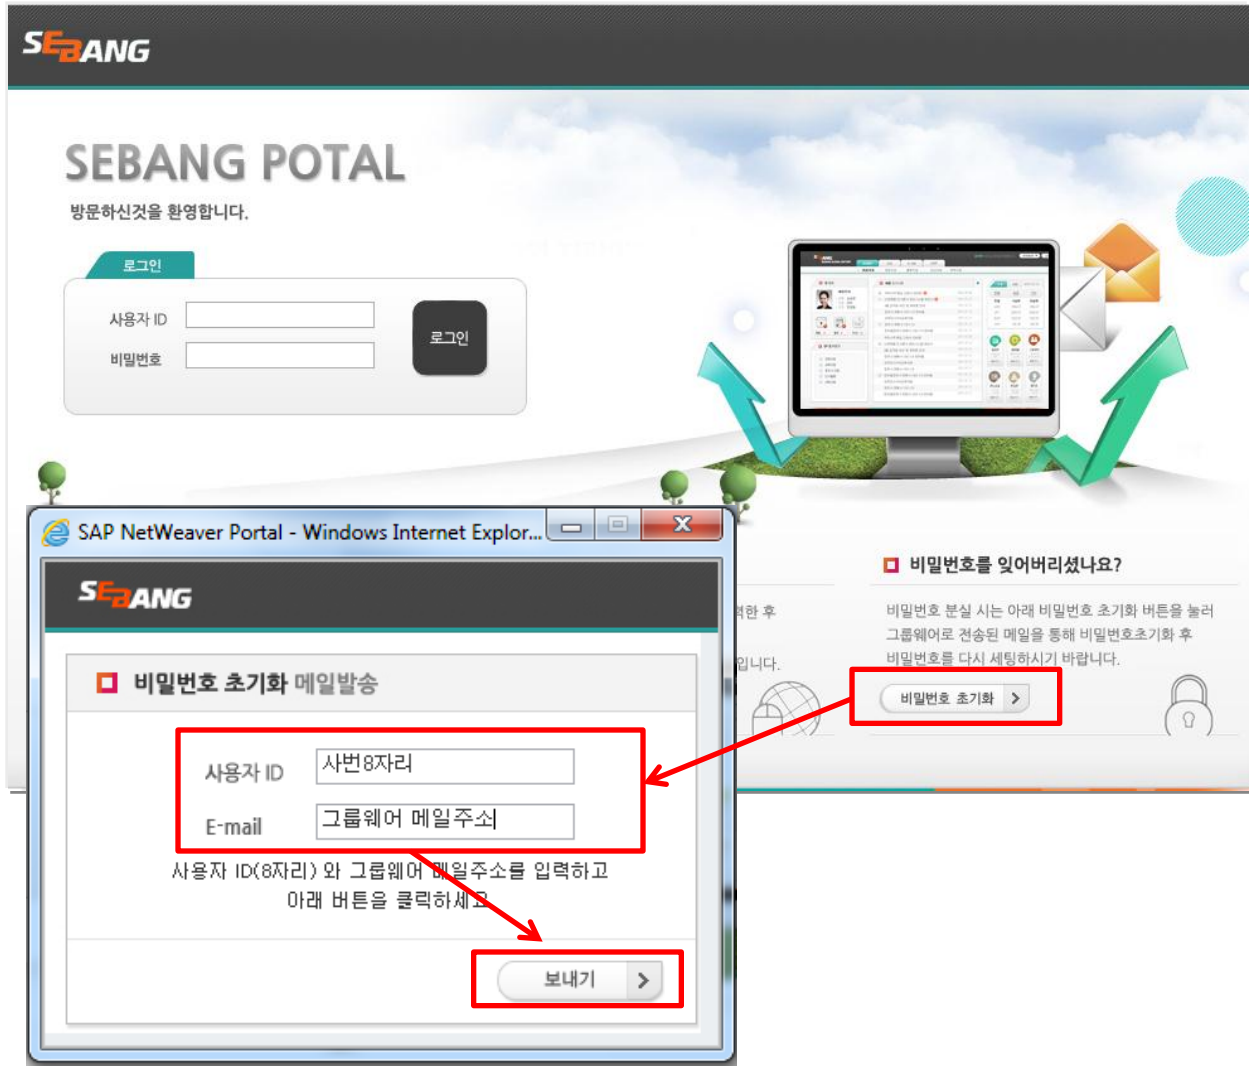 SEBANG
SEBANG POTAL
방문하신것을 환영합니다.
로그인
사용자 ID
비밀번호
로그인
SAP NetWeaver Portal - Windows Internet Explor...
SEBANG
비밀번호 초기화 메일발송
사용자 ID
사번8자리
E-mail
그룹웨어 메일주소
사용자 ID(8자리) 와 그룹웨어 메일주소를 입력하고
아래 버튼을 클릭하세요
보내기
한 후
입니다.
비밀번호를 잊어버리셨나요?
비밀번호 분실 시는 아래 비밀번호 초기화 버튼을 눌러
그룹웨어로 전송된 메일을 통해 비밀번호초기화 후
비밀번호를 다시 세팅하시기 바랍니다.
비밀번호 초기화